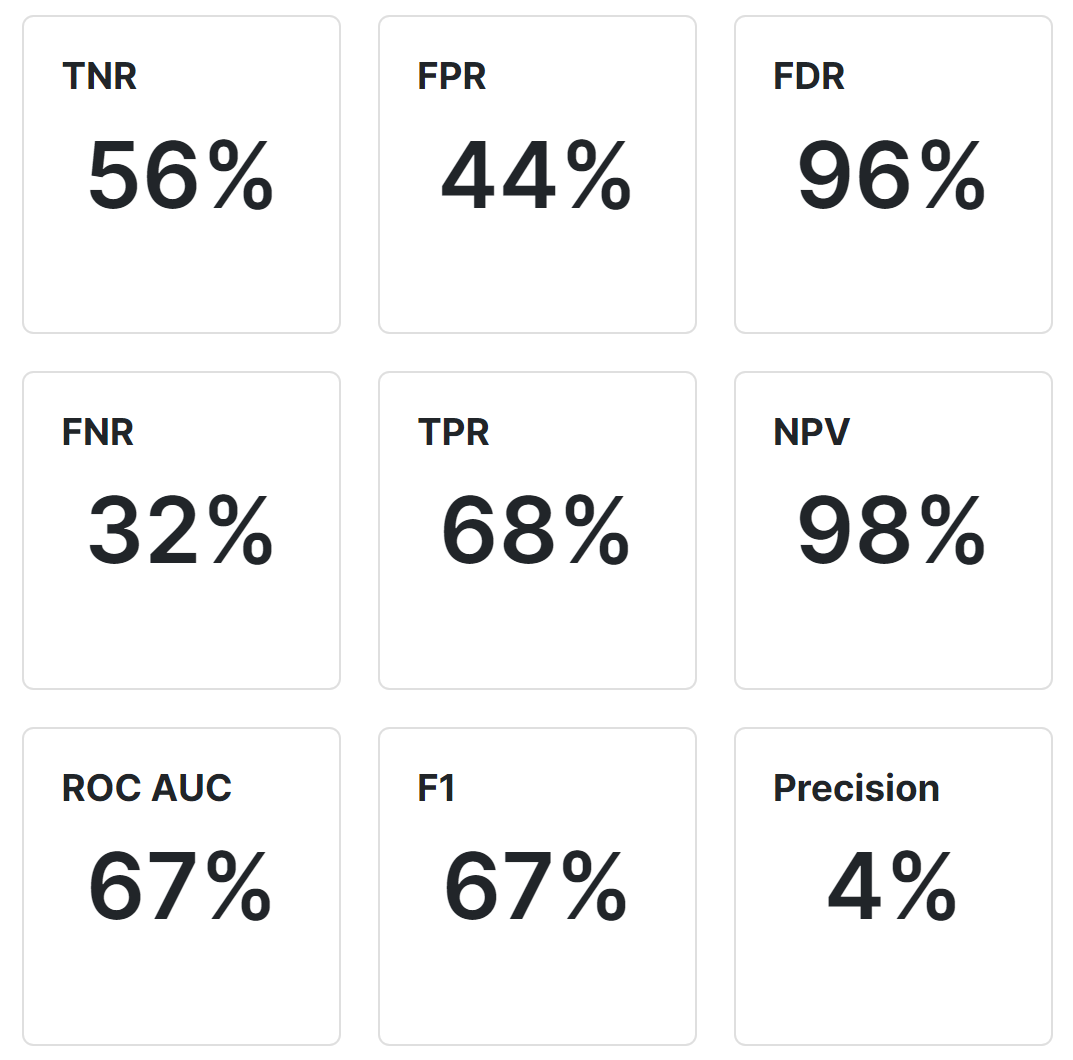 TNR
56%
FPR
44%
FDR
96%
FNR
32%
TPR
68%
NPV
98%
ROC AUC
67%
F1
67%
Precision
4%